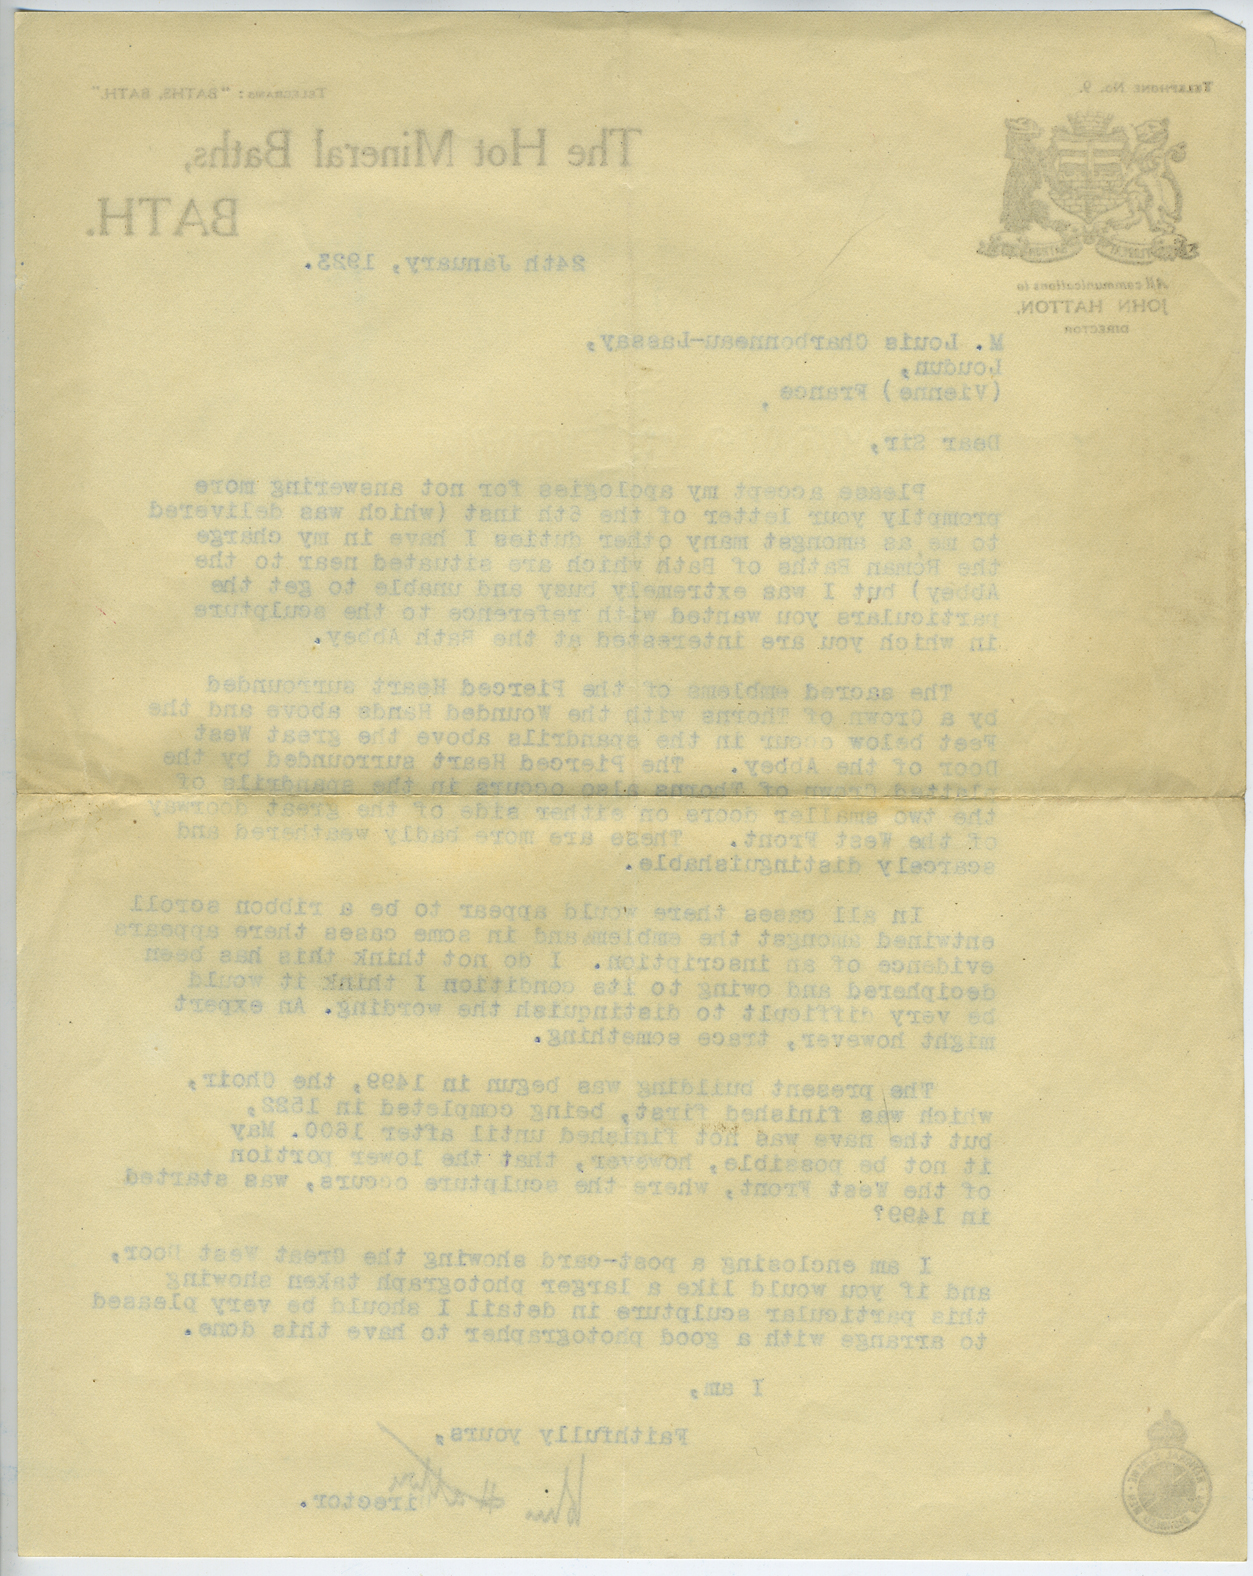 TELEPHONE No. 9.
TELEGRAMS: "BATHS, BATH."
The Hot Mineral Baths,
BATH.
All communications to
JOHN HATTON,
DIRECTOR
24th January, 1923.
M. Louis Charbonneau-Lassay,
Loudun,
(Vienne) France
Dear Sir,
Please accept my apologies for not answering more
promptly your letter of the 6th inst (which was delivered
to me, as amongst many other duties I have in my charge
the Roman Baths of Bath which are situated near to the
Abbey) but I was extremely busy and unable to get the
particulars you wanted with reference to the sculpture
in which you are interested at the Bath Abbey.
The sacred emblems of the Pierced Heart surrounded
by a Crown of Thorns with the Wounded Hands above and the
Feet below occur in the spandrils above the great West
Door of the Abbey. The Pierced Heart surrounded by the
platted Crown of Thorns also occurs in the spandrils of
the two smaller doors on either side of the great doorway
of the West Front. These are more badly weathered and
scarcely distinguishable.
In all cases there would appear to be a ribbon scroll
entwined amongst the emblems and in some cases there appears
evidence of an inscription. I do not think this has been
deciphered and owing to its condition I think it would
be very difficult to distinguish the wording. An expert
might however, trace something.
The present building was begun in 1499, the Choir,
which was finished first, being completed in 1522,
but the nave was not finished until after 1600. May
it not be possible, however, that the lower portion
of the West Front, where the sculpture occurs, was started
in 1499?
I am enclosing a post-card showing the Great West Door,
and if you would like a larger photograph taken showing
this particular sculpture in detail I should be very pleased
to arrange with a good photographer to have this done.
I am,
Faithfully yours,
John Hatton
Director.